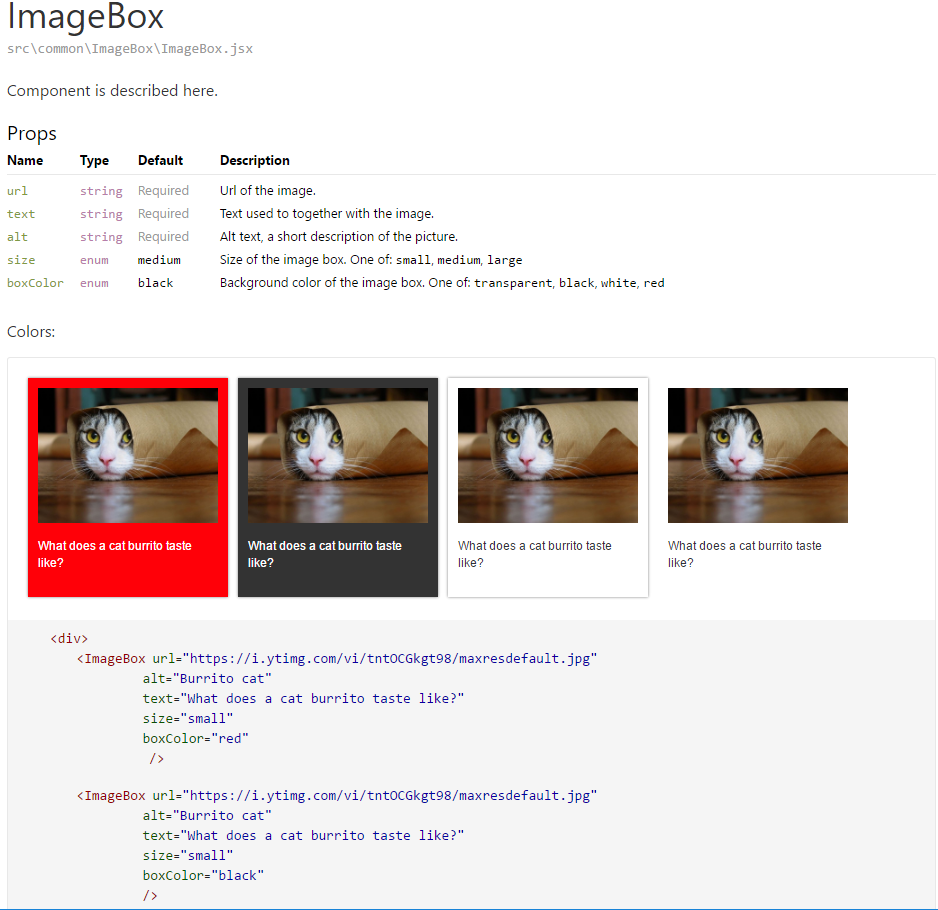 ImageBox
src\common\ImageBox\ImageBox.jsx
Component is described here.
Props
Name Type Default Description
url string Required Url of the image.
text string Required Text used to together with the image.
alt string Required Alt text, a short description of the picture.
size enum medium Size of the image box. One of: small, medium, large
boxColor enum black Background color of the image box. One of: transparent, black, white, red
Colors:
What does a cat burrito taste
like?
What does a cat burrito taste
like?
What does a cat burrito taste
like?
What does a cat burrito taste
like?
<div>
<ImageBox url="https://i.ytimg.com/vi/tntOCGkgt98/maxresdefault.jpg"
alt="Burrito cat"
text="What does a cat burrito taste like?"
size="small"
boxColor="red"
/>
<ImageBox url="https://i.ytimg.com/vi/tntOCGkgt98/maxresdefault.jpg"
alt="Burrito cat"
text="What does a cat burrito taste like?"
size="small"
boxColor="black"
/>